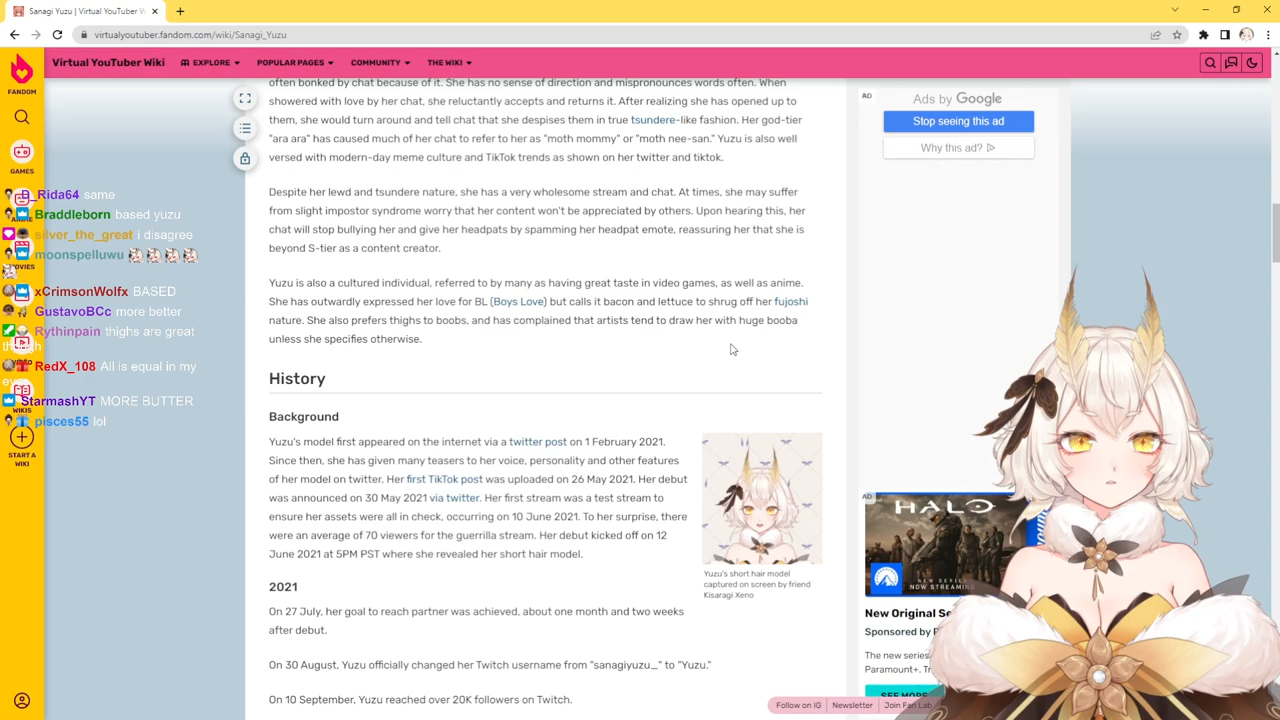 Sanagi Yuzu | Virtual YouTuber W
virtualyoutuber.fandom.com/wiki/Sanagi_Yuzu
FANDOM
Virtual YouTuber Wiki
EXPLORE
POPULAR PAGES
COMMUNITY
THE WIKI
GAMES
WIKIS
START A
WIKI
B_Rida64 same
Braddleborn based yuzu
silver_the_great i disagree
moonspelluwu
xCrimsonWolfx BASED
GustavoBCc more better
Rythinpain thighs are great
though
RedX_108 All is equal in my
eyes
StarmashYT MORE BUTTER
pisces55 lol
often bonked by chat because of it. She has no sense of direction and mispronounces words often. When
showered with love by her chat, she reluctantly accepts and returns it. After realizing she has opened up to
them, she would turn around and tell chat that she despises them in true tsundere-like fashion. Her god-tier
"ara ara" has caused much of her chat to refer to her as "moth mommy" or "moth nee-san." Yuzu is also well
versed with modern-day meme culture and TikTok trends as shown on her twitter and tiktok.
Despite her lewd and tsundere nature, she has a very wholesome stream and chat. At times, she may suffer
from slight impostor syndrome worry that her content won't be appreciated by others. Upon hearing this, her
chat will stop bullying her and give her headpats by spamming her headpat emote, reassuring her that she is
beyond S-tier as a content creator.
Yuzu is also a cultured individual, referred to by many as having great taste in video games, as well as anime.
She has outwardly expressed her love for BL (Boys Love) but calls it bacon and lettuce to shrug off her fujoshi
nature. She also prefers thighs to boobs, and has complained that artists tend to draw her with huge booba
unless she specifies otherwise.
History
Background
Yuzu's model first appeared on the internet via a twitter post on 1 February 2021.
Since then, she has given many teasers to her voice, personality and other features
of her model on twitter. Her first TikTok post was uploaded on 26 May 2021. Her debut
was announced on 30 May 2021 via twitter. Her first stream was a test stream to
ensure her assets were all in check, occurring on 10 June 2021. To her surprise, there
were an average of 70 viewers for the guerrilla stream. Her debut kicked off on 12
June 2021 at 5PM PST where she revealed her short hair model.
Yuzu's short hair model
captured on screen by friend
Kisaragi Xeno
2021
On 27 July, her goal to reach partner was achieved, about one month and two weeks
after debut.
On 30 August, Yuzu officially changed her Twitch username from "sanagiyuzu_" to "Yuzu."
On 10 September, Yuzu reached over 20K followers on Twitch.
AD
Ads by Google
Stop seeing this ad
Why this ad?
AD
HALO
NEW SERIES
NOW STREAMING
New Original Se
Sponsored by P
The new series
Paramount+. Tr
SEE MORE
Follow on IG
Newsletter
Join Fan Lab